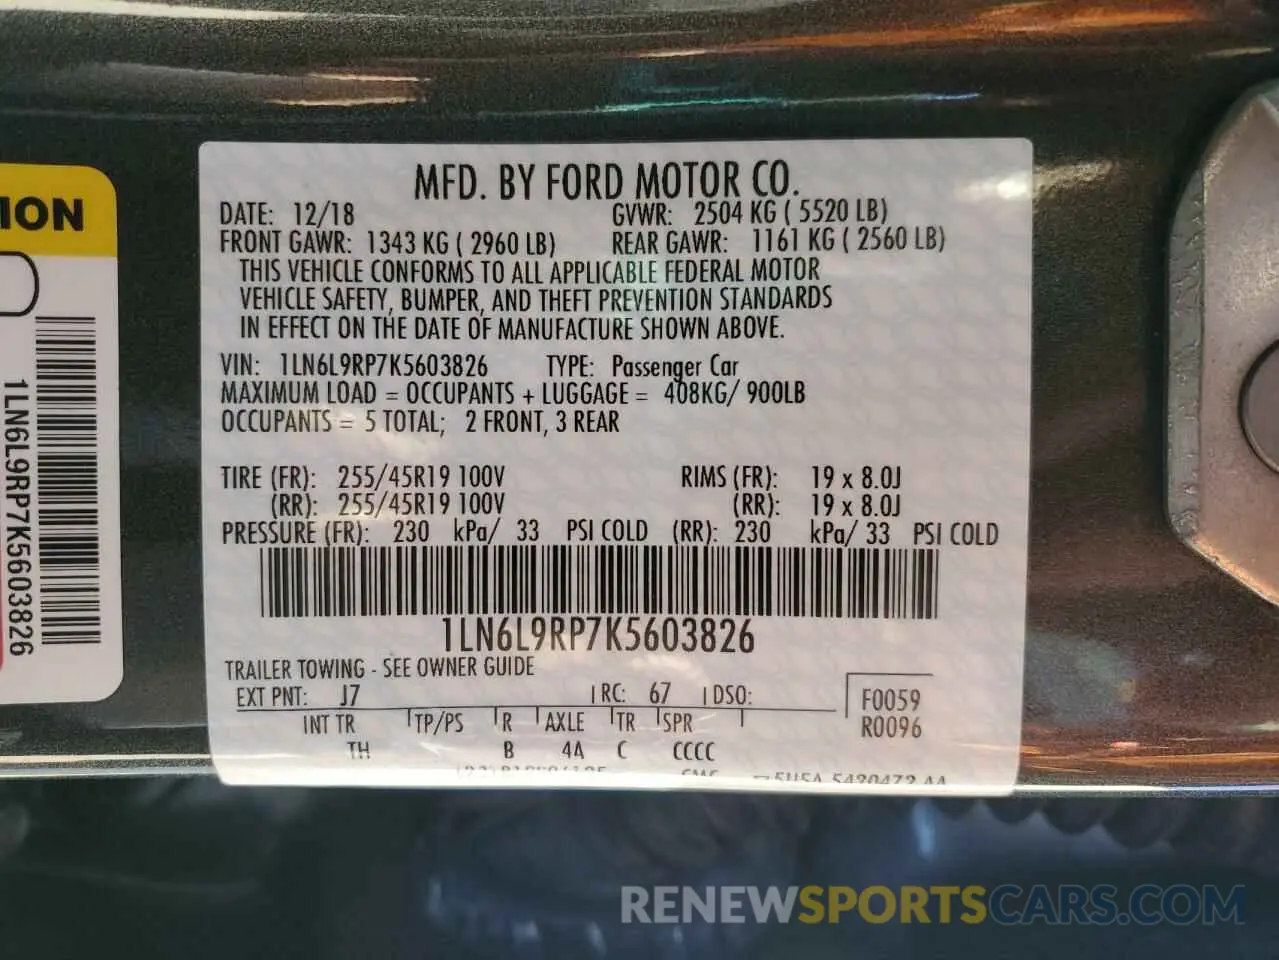 MFD. BY FORD MOTOR CO.
DATE: 12/18 GVWR: 2504 KG ( 5520 LB)
FRONT GAWR: 1343 KG ( 2960 LB) REAR GAWR: 1161 KG ( 2560 LB)
THIS VEHICLE CONFORMS TO ALL APPLICABLE FEDERAL MOTOR
VEHICLE SAFETY, BUMPER, AND THEFT PREVENTION STANDARDS
IN EFFECT ON THE DATE OF MANUFACTURE SHOWN ABOVE.
VIN: 1LN6L9RP7K5603826 TYPE: Passenger Car
MAXIMUM LOAD = OCCUPANTS + LUGGAGE = 408KG/ 900LB
OCCUPANTS = 5 TOTAL; 2 FRONT, 3 REAR
TIRE (FR): 255/45R19 100V RIMS (FR): 19 x 8.0J
(RR): 255/45R19 100V (RR): 19 x 8.0J
PRESSURE (FR): 230 kPa/ 33 PSI COLD (RR): 230 kPa/ 33 PSI COLD
1LN6L9RP7K5603826
TRAILER TOWING - SEE OWNER GUIDE
EXT PNT: J7 RC: 67 DSO: F0059
INT TR TP/PS R AXLE TR SPR R0096
TH B 4A C CCCC
ION
1LN6L9RP7K5603826
RENEWSPORTSCARS.COM